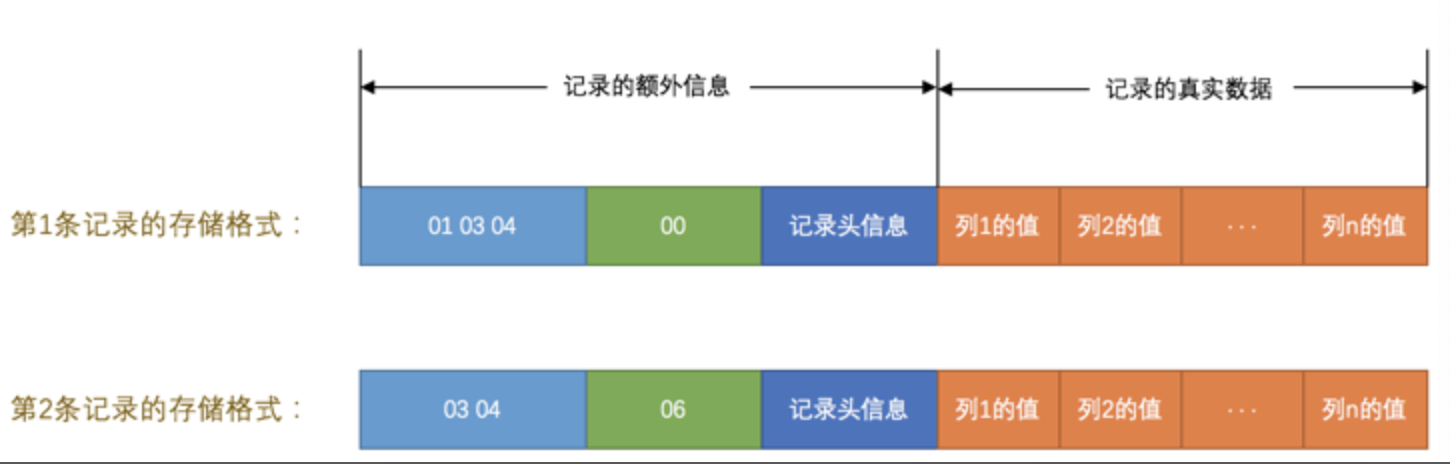 记录的额外信息 记录的真实数据
第1条记录的存储格式： 01 03 04 00 记录头信息 列1的值 列2的值 ··· 列n的值
第2条记录的存储格式： 03 04 06 记录头信息 列1的值 列2的值 ··· 列n的值